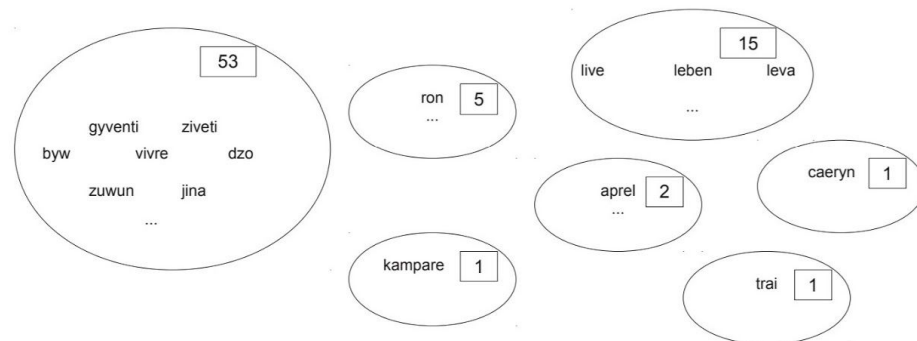 53
gyventi ziveti
byw vivre dzo
zuwun jina
...
ron 5
...
kampare 1
15
live leben leva
...
aprel 2
...
caeryn 1
trai 1